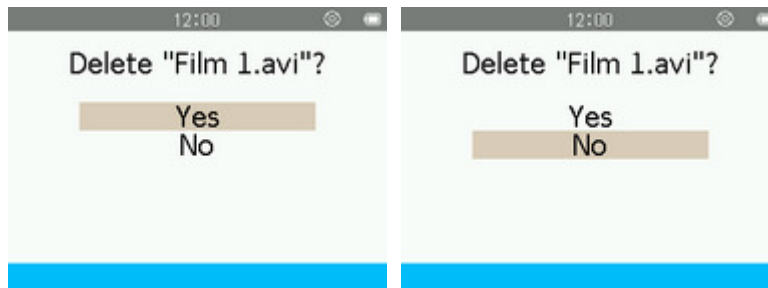 12:00
Delete "Film 1.avi"?
Yes
No
12:00
Delete "Film 1.avi"?
Yes
No